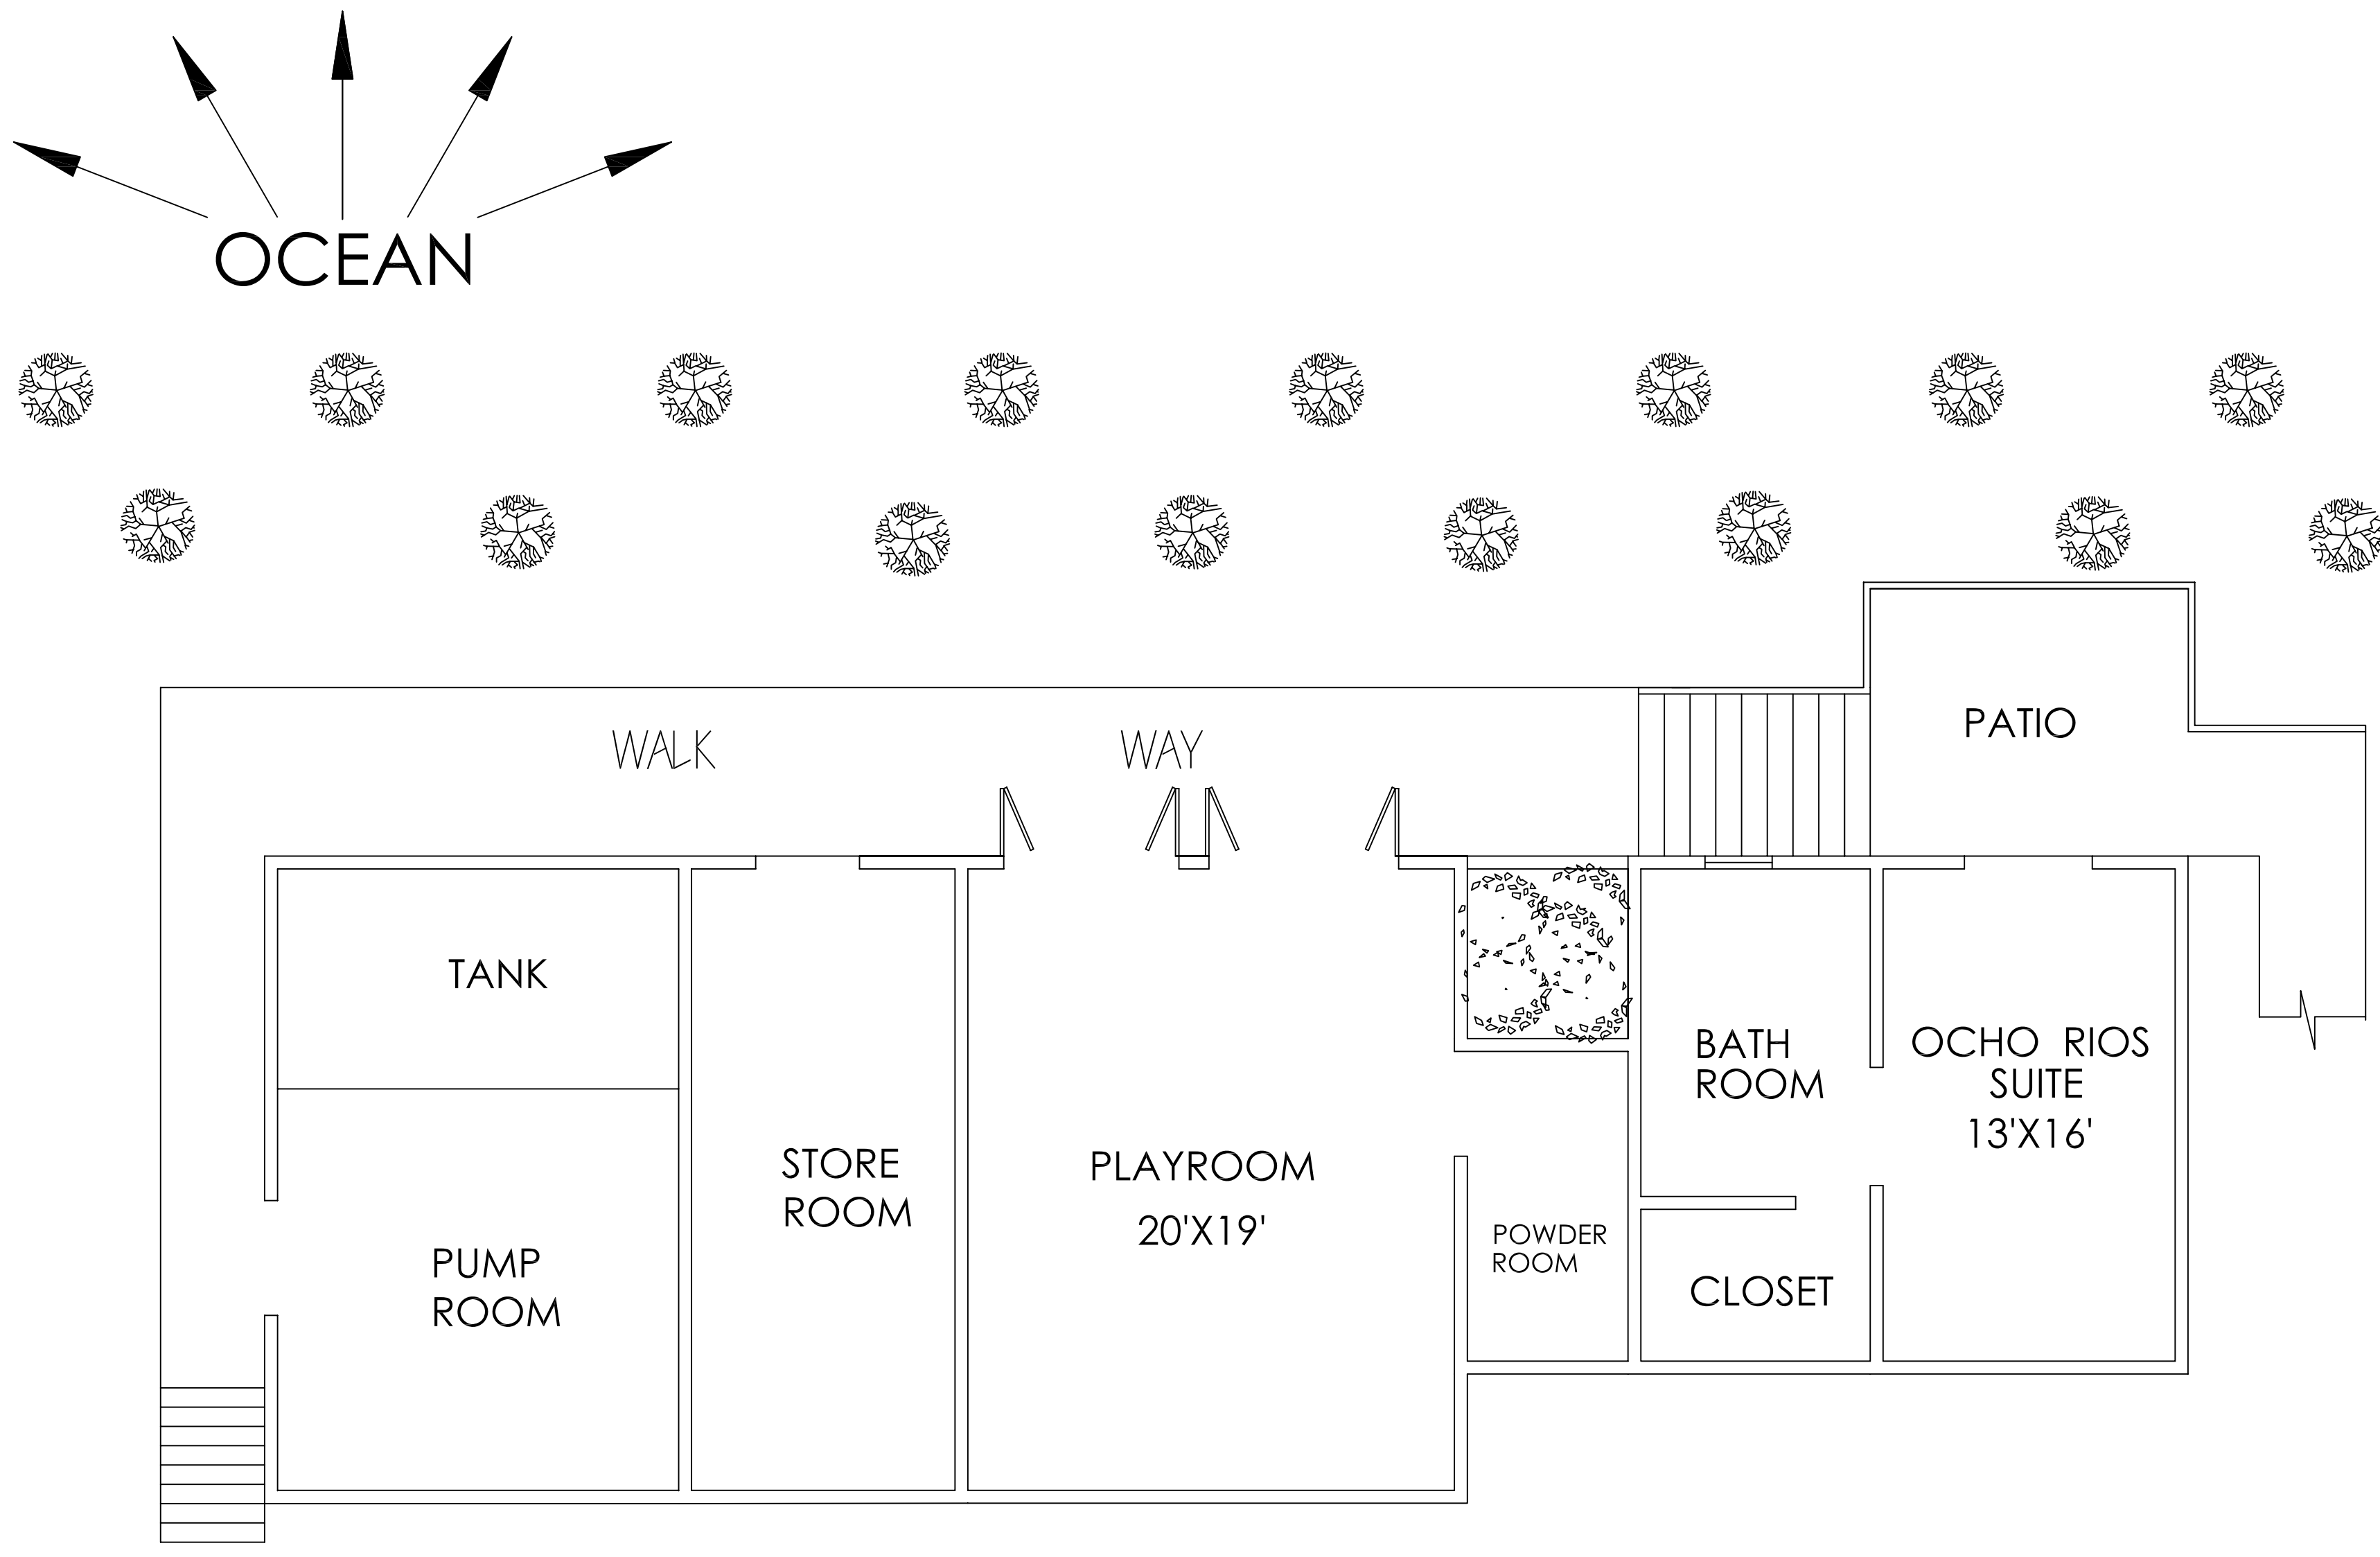 OCEAN
WALK WAY
PATIO
TANK
BATH
ROOM
OCHO RIOS
SUITE
13'X16'
STORE
ROOM
PLAYROOM
20'X19'
POWDER
ROOM
PUMP
ROOM
CLOSET